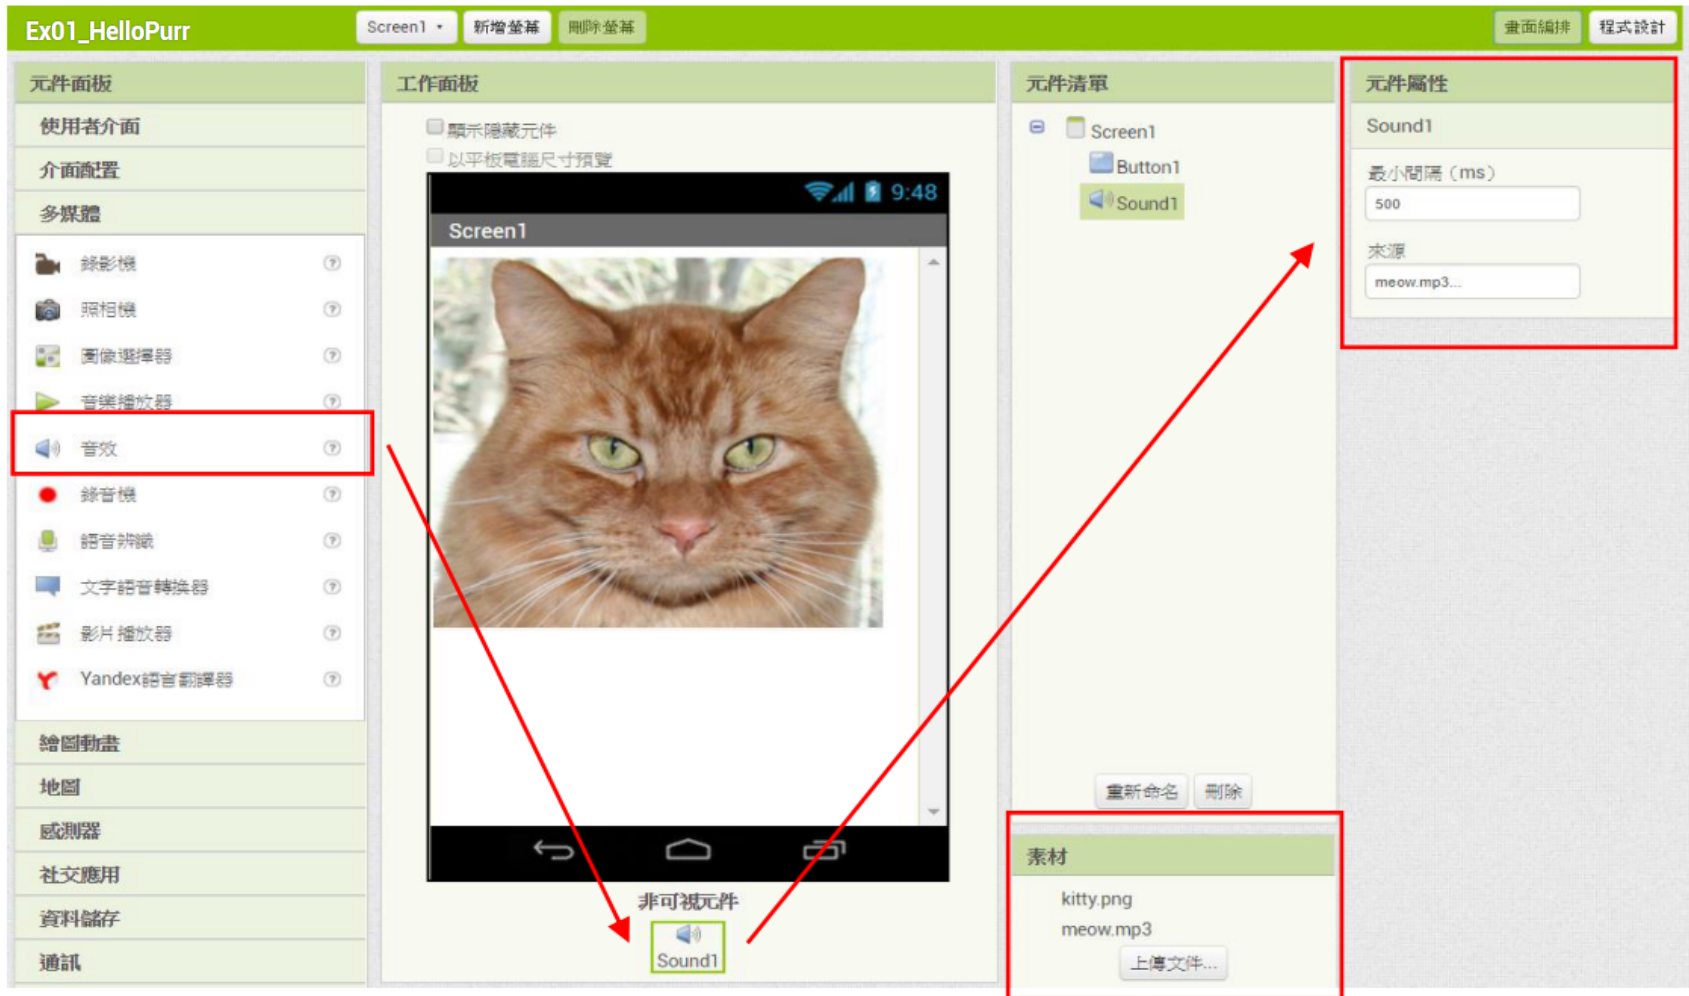 Ex01_HelloPurr
Screen1
新增螢幕
刪除螢幕
畫面編排
程式設計
元件面板
使用者介面
介面配置
多媒體
錄影機
照相機
圖像選擇器
音樂播放器
音效
錄音機
語音辨識
文字語音轉換器
影片播放器
Yandex語言翻譯器
繪圖動畫
地圖
感測器
社交應用
資料儲存
通訊
工作面板
顯示隱藏元件
以平板電腦尺寸預覽
9:48
Screen1
非可視元件
Sound1
元件清單
Screen1
Button1
Sound1
重新命名
刪除
素材
kitty.png
meow.mp3
上傳文件...
元件屬性
Sound1
最小間隔（ms）
500
來源
meow.mp3...